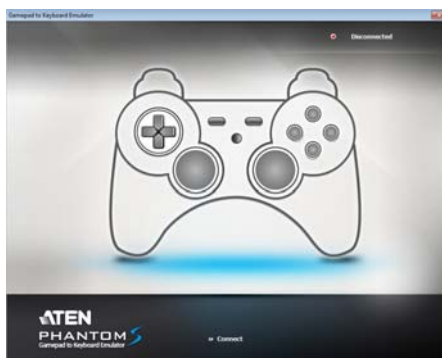 Gamepad to Keyboard Emulator
Disconnected
ATEN
PHANTOM S
Gamepad to Keyboard Emulator
» Connect